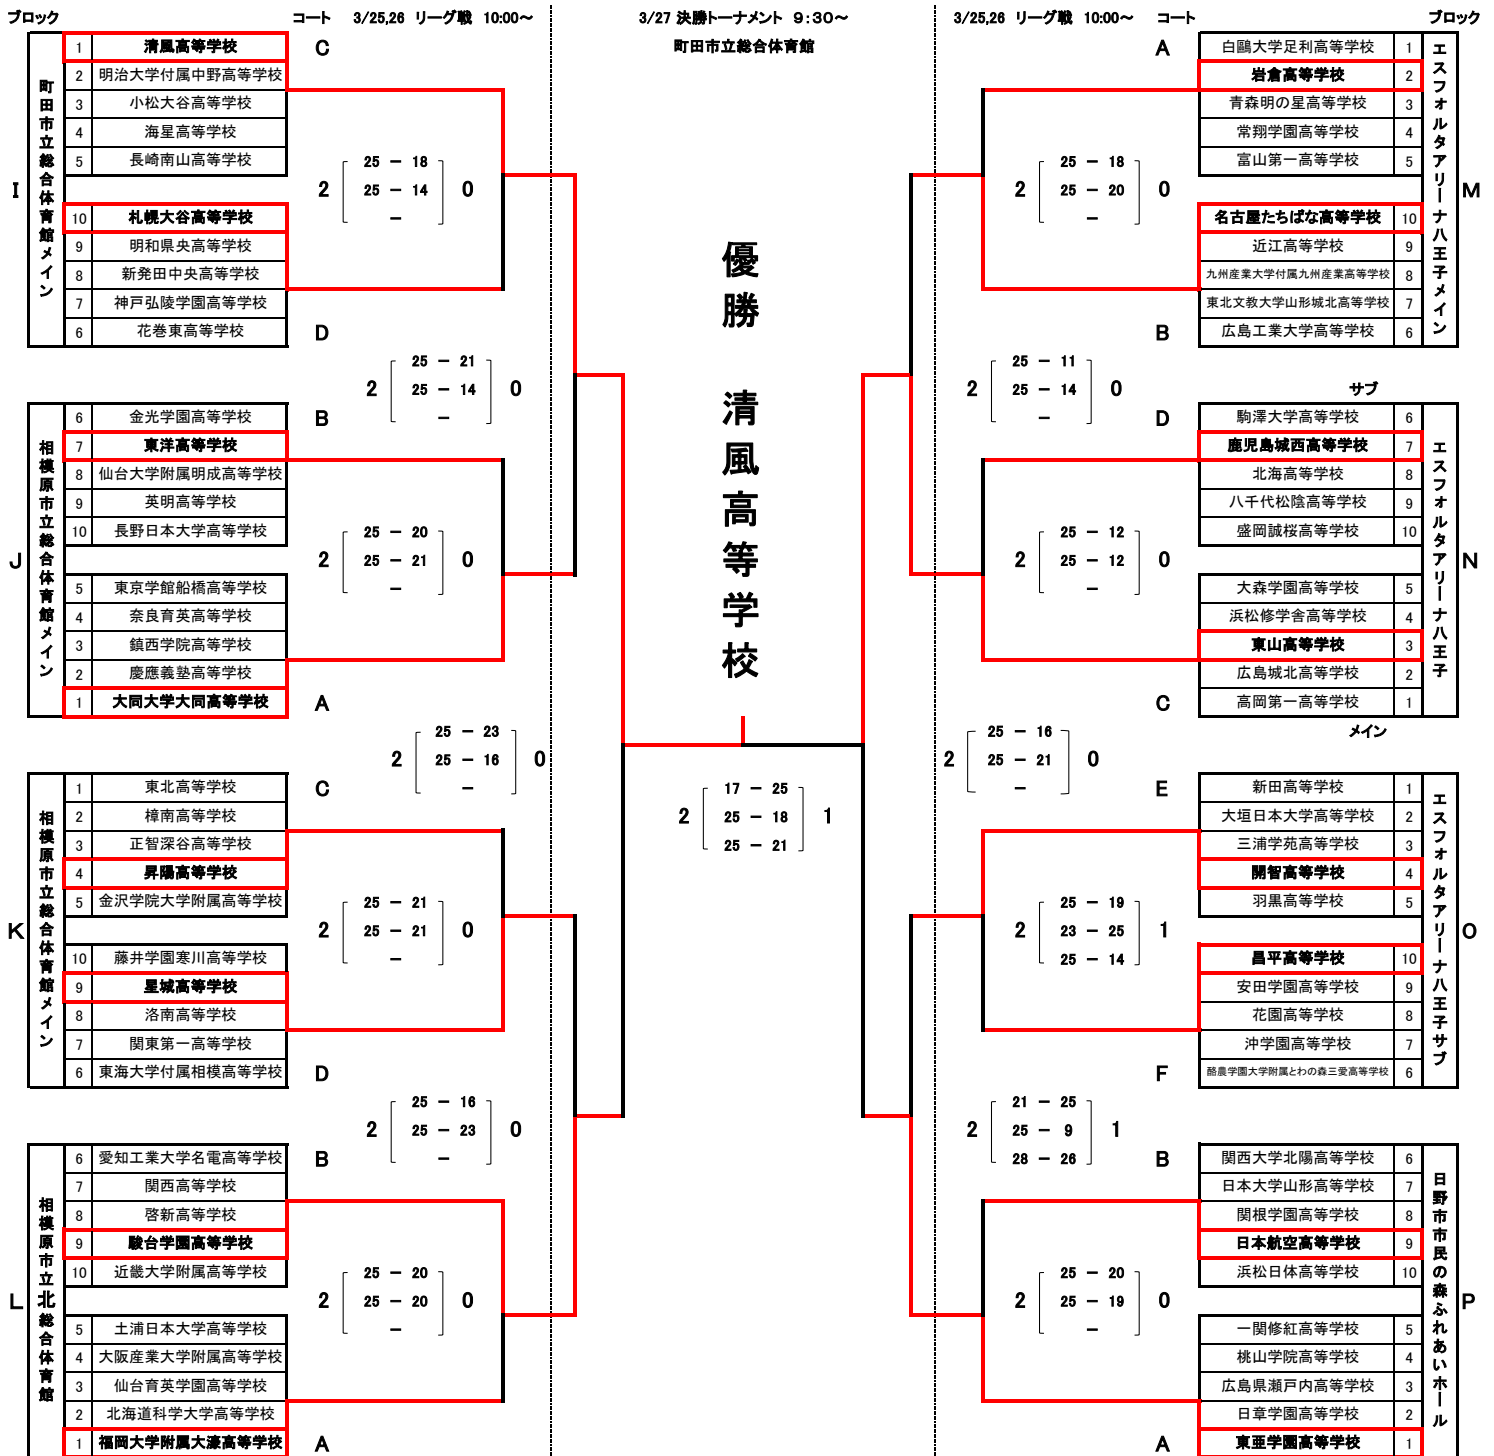 ブロック コート 3/25,26 リーグ戦 10:00～ 3/27 決勝トーナメント 9:30～ 3/25,26 リーグ戦 10:00～ コート ブロック
町田市立総合体育館
I
町田市立総合体育館メイン
1 清風高等学校 C
2 明治大学付属中野高等学校
3 小松大谷高等学校
4 海星高等学校
5 長崎南山高等学校
2 25 － 18 0
25 － 14
－
10 札幌大谷高等学校
9 明和県央高等学校
8 新発田中央高等学校
7 神戸弘陵学園高等学校
6 花巻東高等学校 D
2 25 － 21 0
25 － 14
－
J
相模原市立総合体育館メイン
6 金光学園高等学校 B
7 東洋高等学校
8 仙台大学附属明成高等学校
9 英明高等学校
10 長野日本大学高等学校
2 25 － 20 0
25 － 21
－
5 東京学館船橋高等学校
4 奈良育英高等学校
3 鎮西学院高等学校
2 慶應義塾高等学校
1 大同大学大同高等学校 A
2 25 － 23 0
25 － 16
－
K
相模原市立総合体育館メイン
1 東北高等学校 C
2 樟南高等学校
3 正智深谷高等学校
4 昇陽高等学校
5 金沢学院大学附属高等学校
2 25 － 21 0
25 － 21
－
10 藤井学園寒川高等学校
9 星城高等学校
8 洛南高等学校
7 関東第一高等学校
6 東海大学付属相模高等学校 D
2 25 － 16 0
25 － 23
－
L
相模原市立北総合体育館
6 愛知工業大学名電高等学校 B
7 関西高等学校
8 啓新高等学校
9 駿台学園高等学校
10 近畿大学附属高等学校
2 25 － 20 0
25 － 20
－
5 土浦日本大学高等学校
4 大阪産業大学附属高等学校
3 仙台育英学園高等学校
2 北海道科学大学高等学校
1 福岡大学附属大濠高等学校 A
優勝 清風高等学校
2 17 － 25 1
25 － 18
25 － 21
M
エスフォルタアリーナ八王子メイン
A 白鷗大学足利高等学校 1
岩倉高等学校 2
青森明の星高等学校 3
常翔学園高等学校 4
富山第一高等学校 5
2 25 － 18 0
25 － 20
－
名古屋たちばな高等学校 10
近江高等学校 9
九州産業大学付属九州産業高等学校 8
東北文教大学山形城北高等学校 7
B 広島工業大学高等学校 6
2 25 － 11 0
25 － 14
－
サブ
N
エスフォルタアリーナ八王子
D 駒澤大学高等学校 6
鹿児島城西高等学校 7
北海高等学校 8
八千代松陰高等学校 9
盛岡誠桜高等学校 10
2 25 － 12 0
25 － 12
－
大森学園高等学校 5
浜松修学舎高等学校 4
東山高等学校 3
広島城北高等学校 2
C 高岡第一高等学校 1
メイン
2 25 － 16 0
25 － 21
－
O
エスフォルタアリーナ八王子サブ
E 新田高等学校 1
大垣日本大学高等学校 2
三浦学苑高等学校 3
開智高等学校 4
羽黒高等学校 5
2 25 － 19 1
23 － 25
25 － 14
昌平高等学校 10
安田学園高等学校 9
花園高等学校 8
沖学園高等学校 7
F 酪農学園大学附属とわの森三愛高等学校 6
2 21 － 25 1
25 － 9
28 － 26
P
日野市市民の森ふれあいホール
B 関西大学北陽高等学校 6
日本大学山形高等学校 7
関根学園高等学校 8
日本航空高等学校 9
浜松日体高等学校 10
2 25 － 20 0
25 － 19
－
一関修紅高等学校 5
桃山学院高等学校 4
広島県瀬戸内高等学校 3
日章学園高等学校 2
A 東亜学園高等学校 1